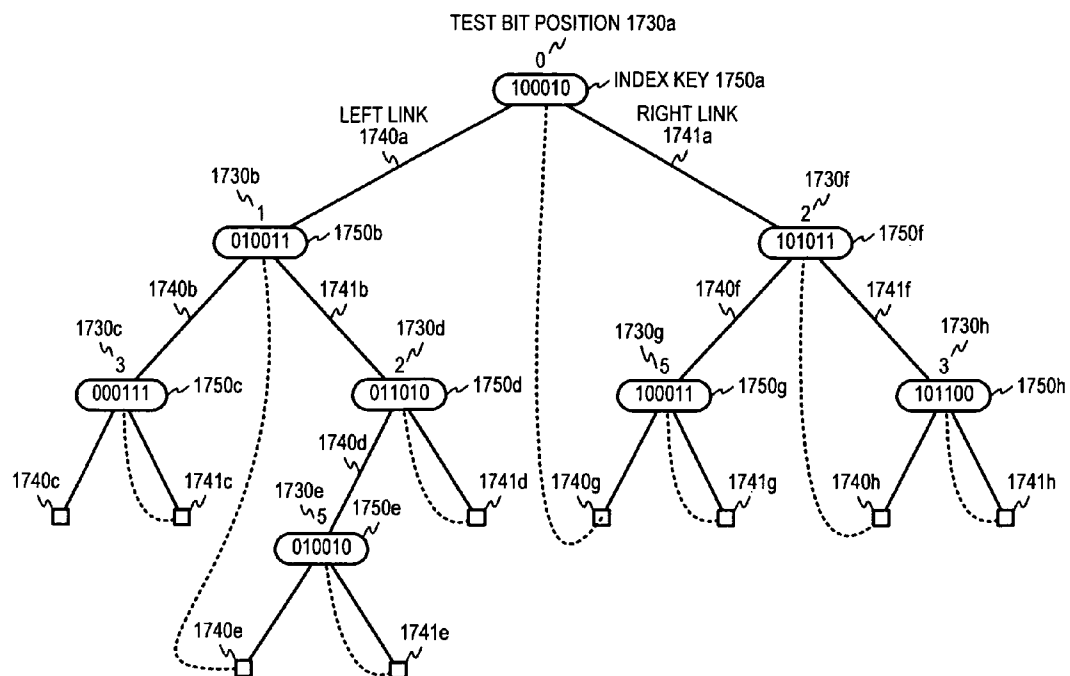 TEST BIT POSITION 1730a
0
100010
INDEX KEY 1750a
LEFT LINK
1740a
RIGHT LINK
1741a
1730b
1
010011
1750b
1730f
2
101011
1750f
1740b
1741b
1740f
1741f
1730c
3
000111
1750c
1730d
2
011010
1750d
1730g
5
100011
1750g
1730h
3
101100
1750h
1740c
1741c
1740d
1741d
1730e
5
1750e
010010
1740g
1741g
1740h
1741h
1740e
1741e